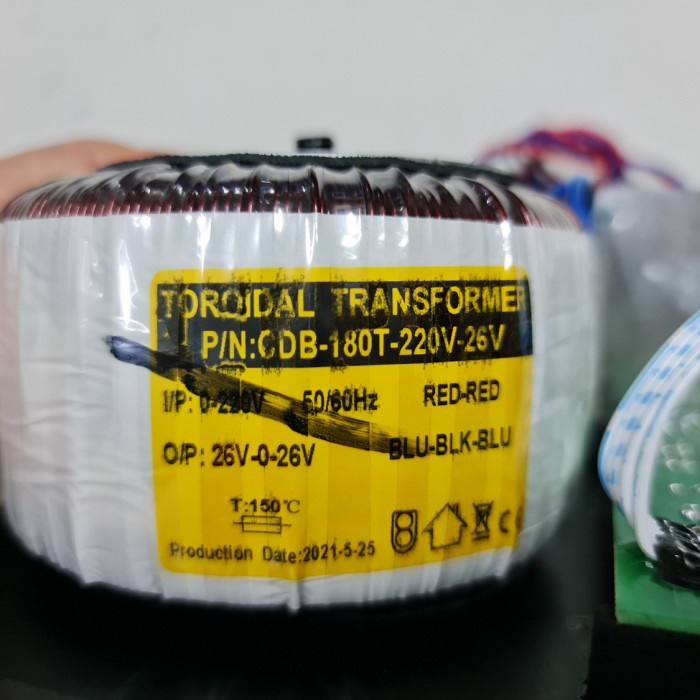 TOROIDAL TRANSFORMER
P/N:CDB-180T-220V-26V
I/P: 0-220V 50/60Hz RED-RED
O/P: 26V-0-26V BLU-BLK-BLU
T:150℃
Production Date:2021-5-25